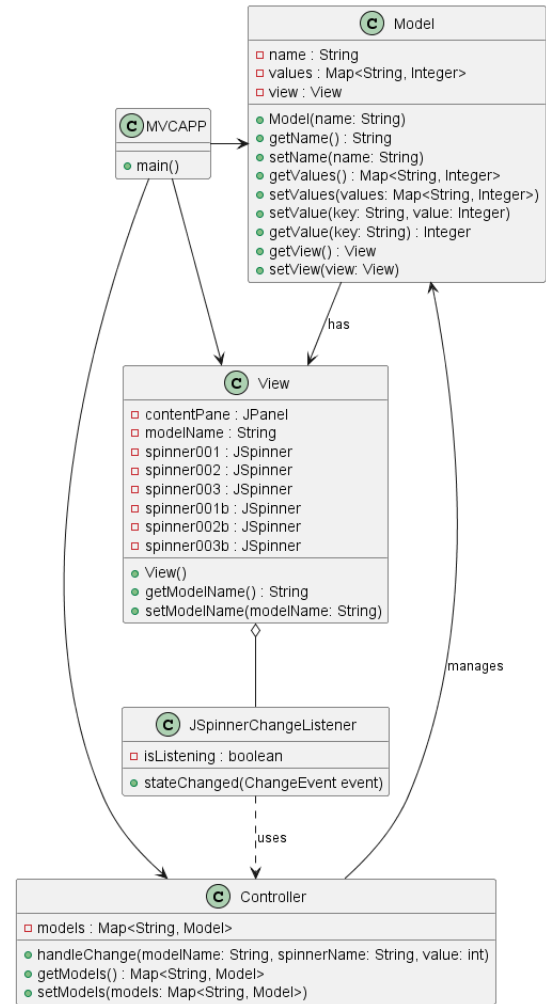 C Model
name : String
values : Map<String, Integer>
view : View
Model(name: String)
getName() : String
setName(name: String)
getValues() : Map<String, Integer>
setValues(values: Map<String, Integer>)
setValue(key: String, value: Integer)
getValue(key: String) : Integer
getView() : View
setView(view: View)
C MVCAPP
main()
has
C View
contentPane : JPanel
modelName : String
spinner001 : JSpinner
spinner002 : JSpinner
spinner003 : JSpinner
spinner001b : JSpinner
spinner002b : JSpinner
spinner003b : JSpinner
View()
getModelName() : String
setModelName(modelName: String)
manages
C JSpinnerChangeListener
isListening : boolean
stateChanged(ChangeEvent event)
uses
C Controller
models : Map<String, Model>
handleChange(modelName: String, spinnerName: String, value: int)
getModels() : Map<String, Model>
setModels(models: Map<String, Model>)